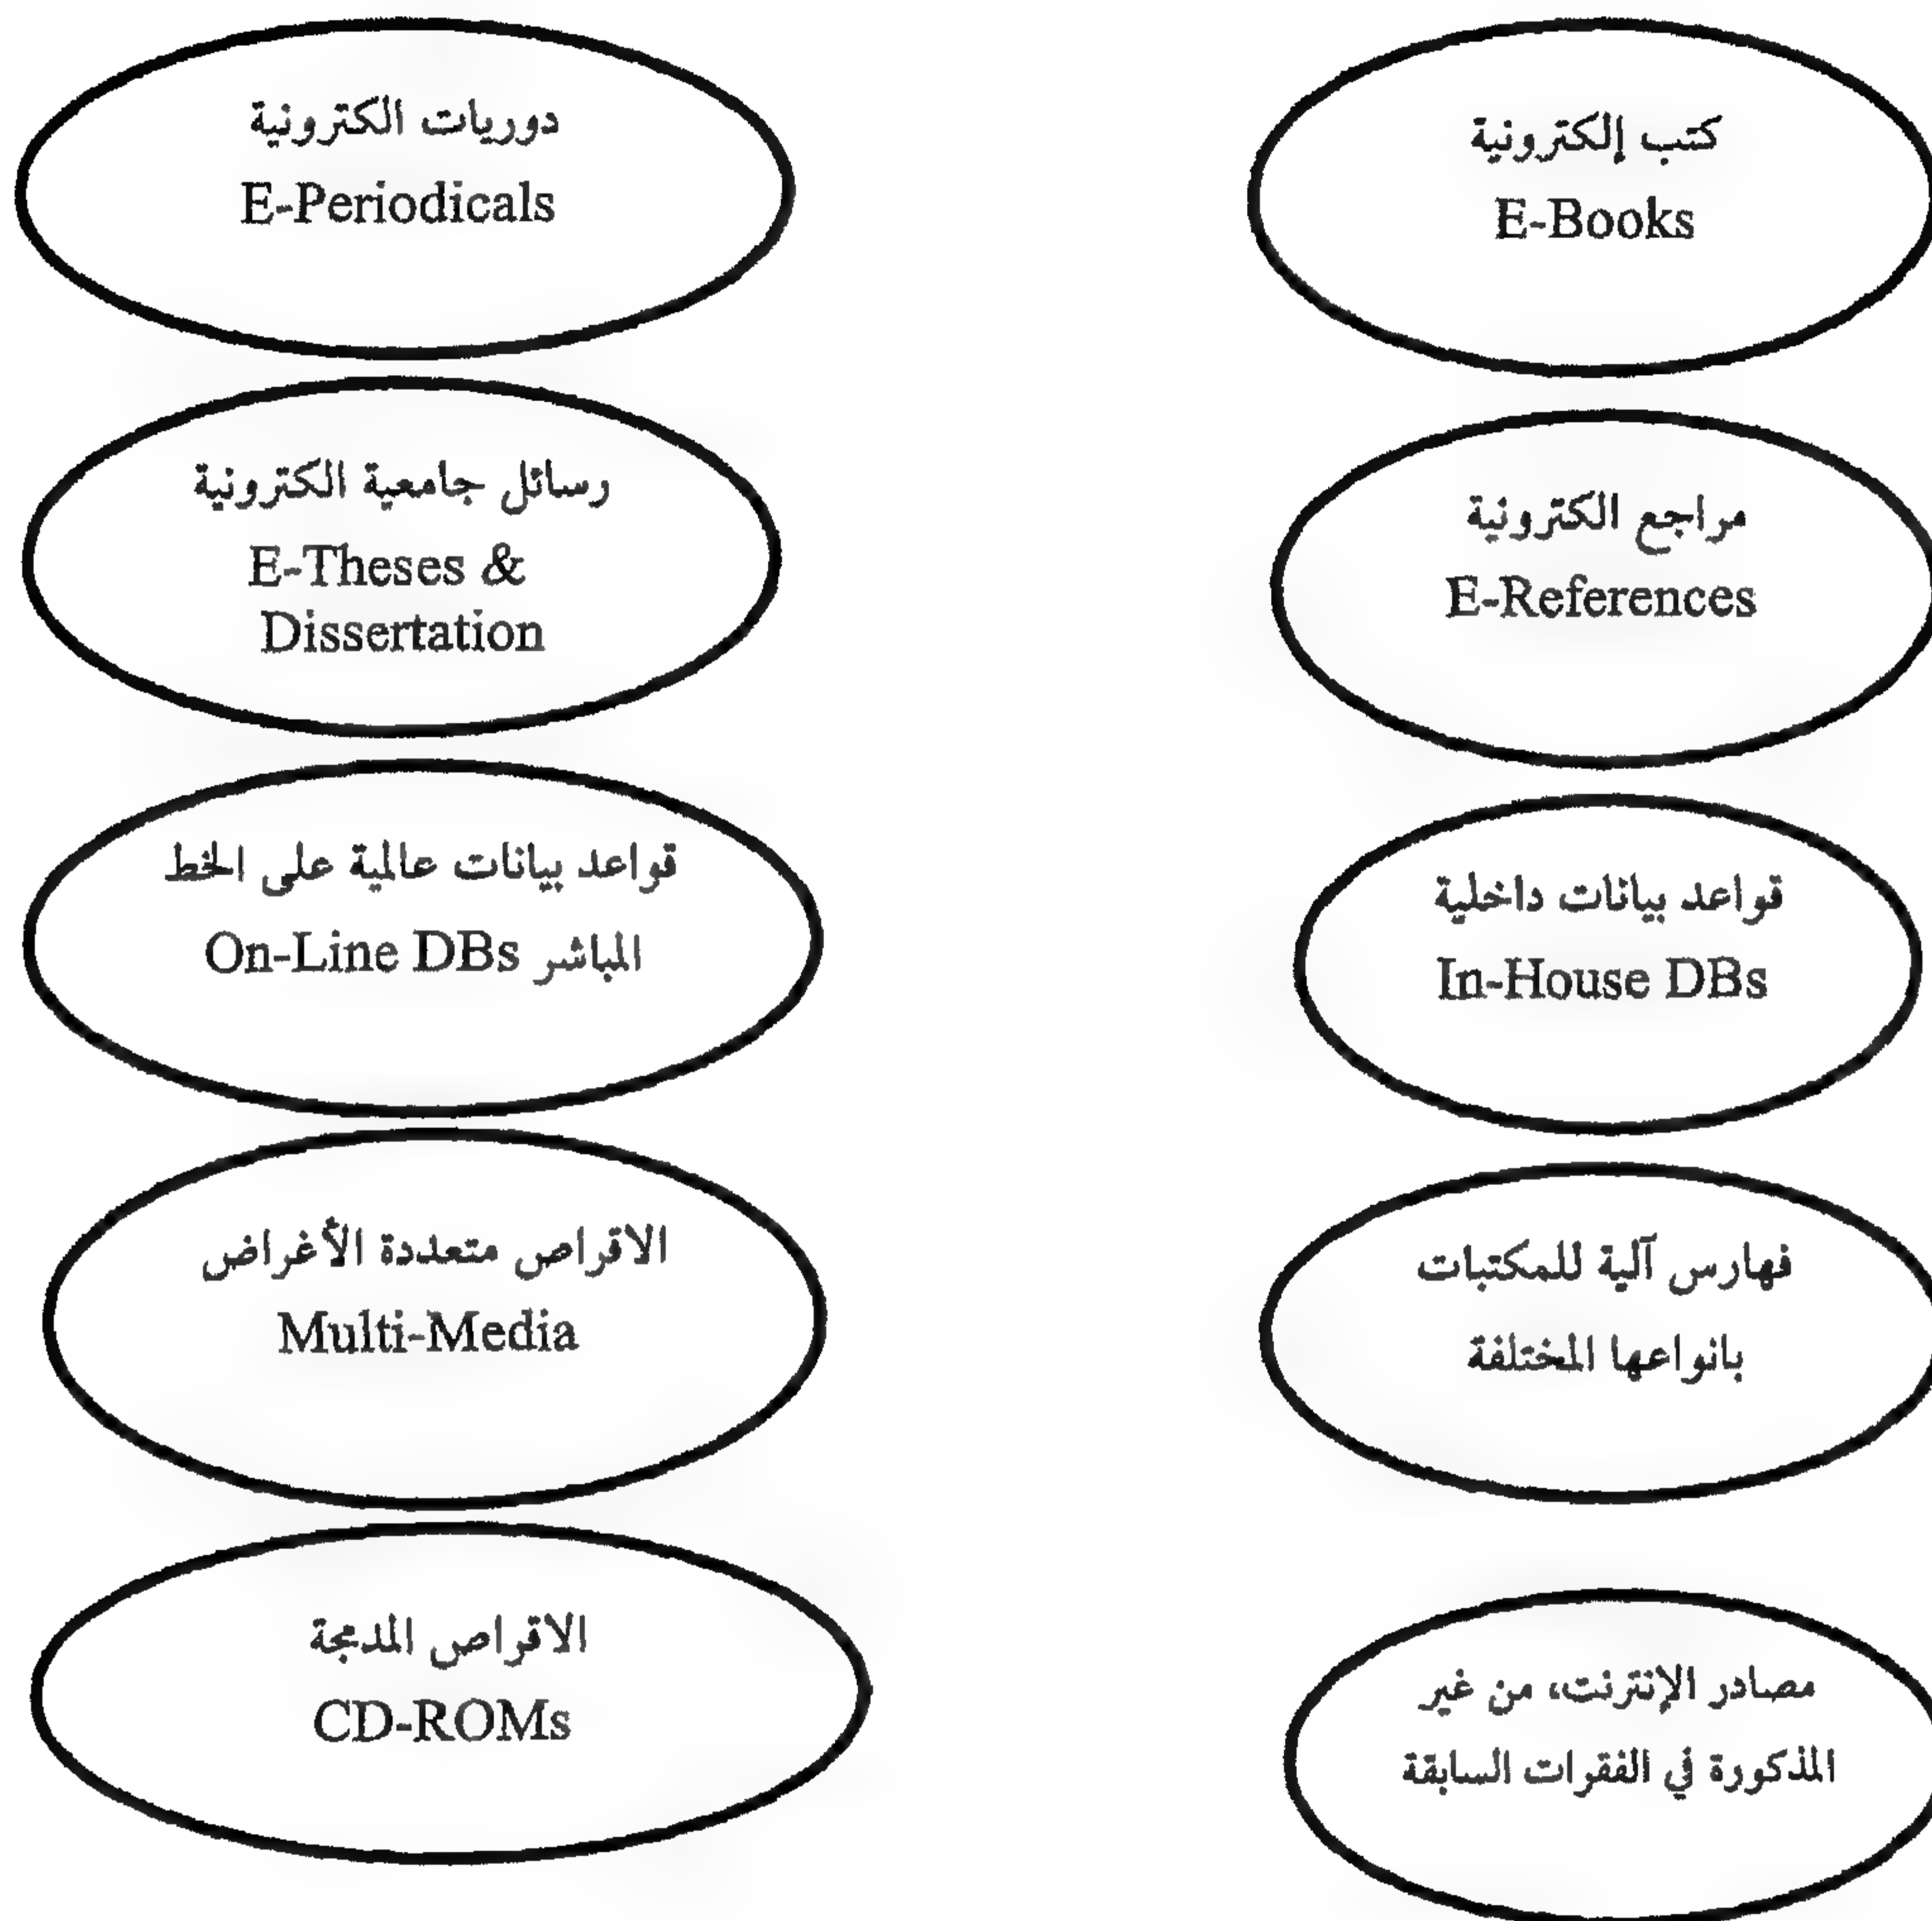 كتب إلكترونية
E-Books
دوريات الكترونية
E-Periodicals
مراجع الكترونية
E-References
رسائل جامعية الكترونية
E-Theses &
Dissertation
قواعد بيانات داخلية
In-House DBs
قواعد بيانات عالمية على الخط
المباشر On-Line DBs
فهارس آلية للمكتبات
بانواعها المختلفة
الاقراص متعددة الأغراض
Multi-Media
مصادر الإنترنت، من غير
المذكورة في الفقرات السابقة
الاقراص المدمجة
CD-ROMs